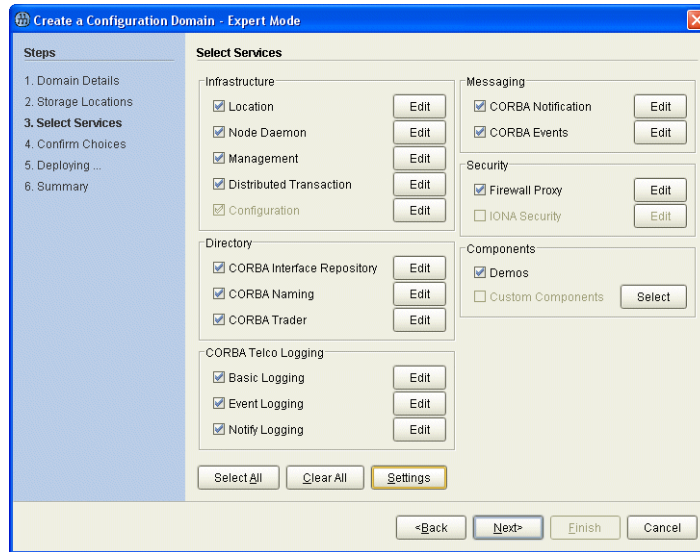 Create a Configuration Domain - Expert Mode
Steps
1. Domain Details
2. Storage Locations
3. Select Services
4. Confirm Choices
5. Deploying ...
6. Summary
Select Services
Infrastructure
Location Edit
Node Daemon Edit
Management Edit
Distributed Transaction Edit
Configuration Edit
Directory
CORBA Interface Repository Edit
CORBA Naming Edit
CORBA Trader Edit
CORBA Telco Logging
Basic Logging Edit
Event Logging Edit
Notify Logging Edit
Messaging
CORBA Notification Edit
CORBA Events Edit
Security
Firewall Proxy Edit
IONA Security Edit
Components
Demos
Custom Components Select
Select All Clear All Settings
<Back Next> Finish Cancel